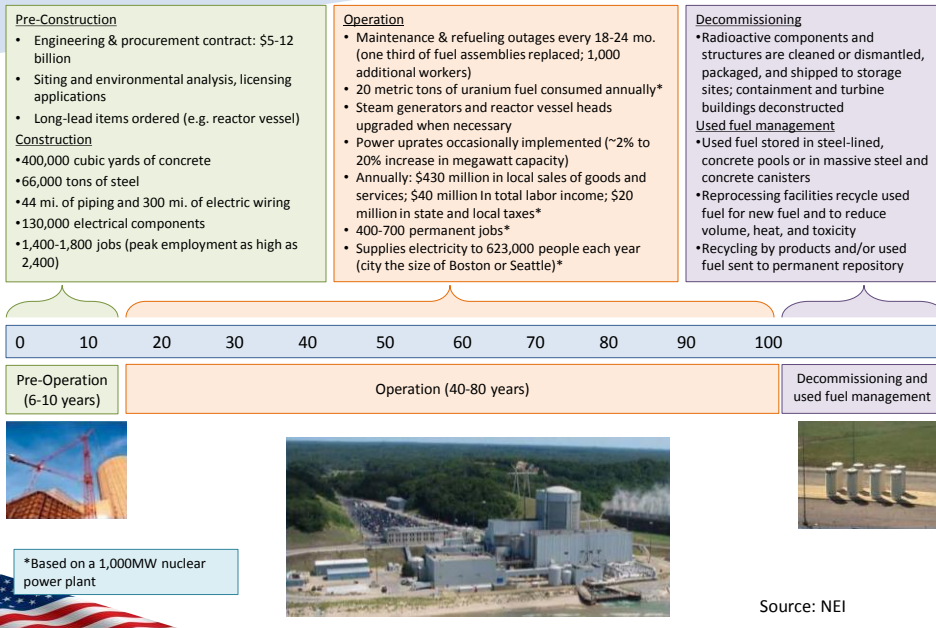 Pre-Construction
• Engineering & procurement contract: $5-12
billion
• Siting and environmental analysis, licensing
applications
• Long-lead items ordered (e.g. reactor vessel)
Construction
•400,000 cubic yards of concrete
•66,000 tons of steel
•44 mi. of piping and 300 mi. of electric wiring
•130,000 electrical components
•1,400-1,800 jobs (peak employment as high as
2,400)
Operation
• Maintenance & refueling outages every 18-24 mo.
(one third of fuel assemblies replaced; 1,000
additional workers)
• 20 metric tons of uranium fuel consumed annually*
• Steam generators and reactor vessel heads
upgraded when necessary
• Power uprates occasionally implemented (~2% to
20% increase in megawatt capacity)
• Annually: $430 million in local sales of goods and
services; $40 million In total labor income; $20
million in state and local taxes*
• 400-700 permanent jobs*
• Supplies electricity to 623,000 people each year
(city the size of Boston or Seattle)*
Decommissioning
•Radioactive components and
structures are cleaned or dismantled,
packaged, and shipped to storage
sites; containment and turbine
buildings deconstructed
Used fuel management
•Used fuel stored in steel-lined,
concrete pools or in massive steel and
concrete canisters
•Reprocessing facilities recycle used
fuel for new fuel and to reduce
volume, heat, and toxicity
•Recycling by products and/or used
fuel sent to permanent repository
0 10 20 30 40 50 60 70 80 90 100
Pre-Operation
(6-10 years)
Operation (40-80 years)
Decommissioning and
used fuel management
*Based on a 1,000MW nuclear
power plant
Source: NEI